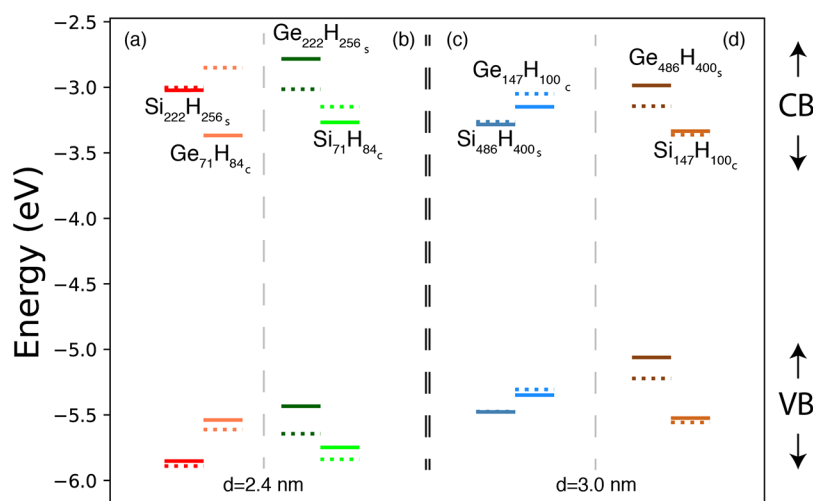 −2.5
(a)
Ge₂₂₂H₂₅₆ₛ
(b)
(c)
(d)
−3.0
Si₂₂₂H₂₅₆ₛ
Ge₁₄₇H₁₀₀c
Ge₄₈₆H₄₀₀ₛ
CB
−3.5
Ge₇₁H₈₄c
Si₇₁H₈₄c
Si₄₈₆H₄₀₀ₛ
Si₁₄₇H₁₀₀c
−4.0
Energy (eV)
−4.5
−5.0
VB
−5.5
−6.0
d=2.4 nm
d=3.0 nm